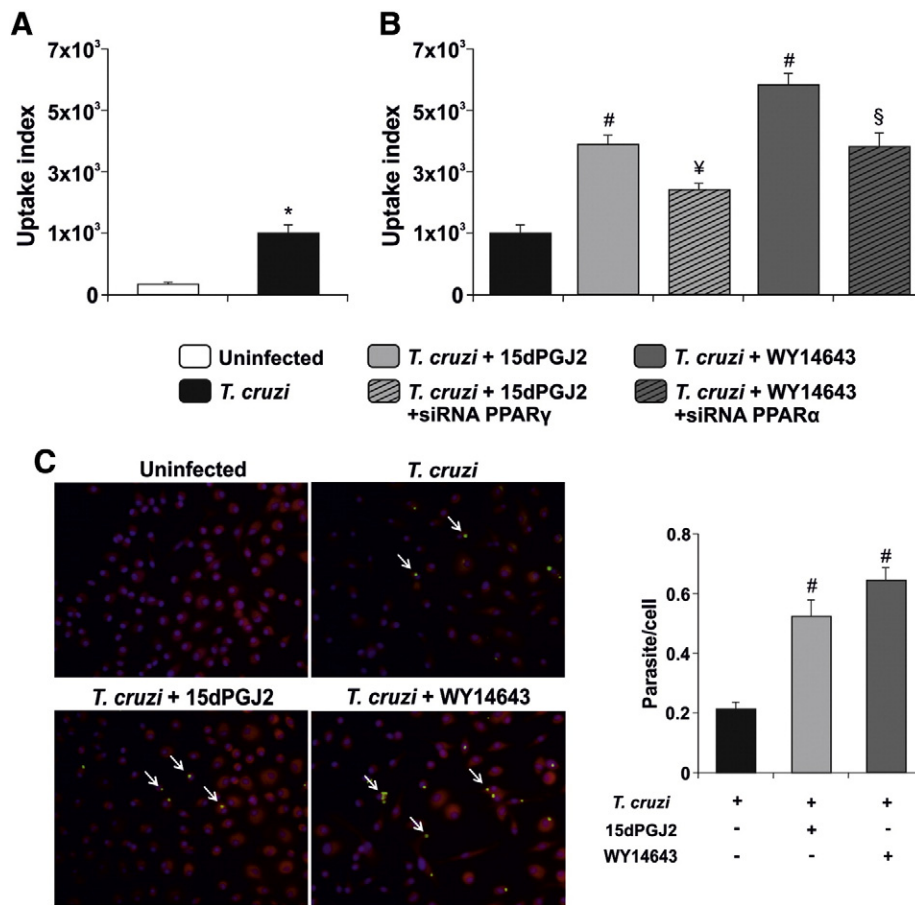 A
7x10³
5x10³
3x10³
1x10³
0
Uptake index
*
B
7x10³
5x10³
3x10³
1x10³
0
Uptake index
#
¥
#
§
Uninfected
T. cruzi
T. cruzi + 15dPGJ2
T. cruzi + 15dPGJ2
+siRNA PPARγ
T. cruzi + WY14643
T. cruzi + WY14643
+siRNA PPARα
C
Uninfected
T. cruzi
T. cruzi + 15dPGJ2
T. cruzi + WY14643
0.8
0.6
0.4
0.2
0
Parasite/cell
#
#
T. cruzi + + +
15dPGJ2 - + -
WY14643 - - +